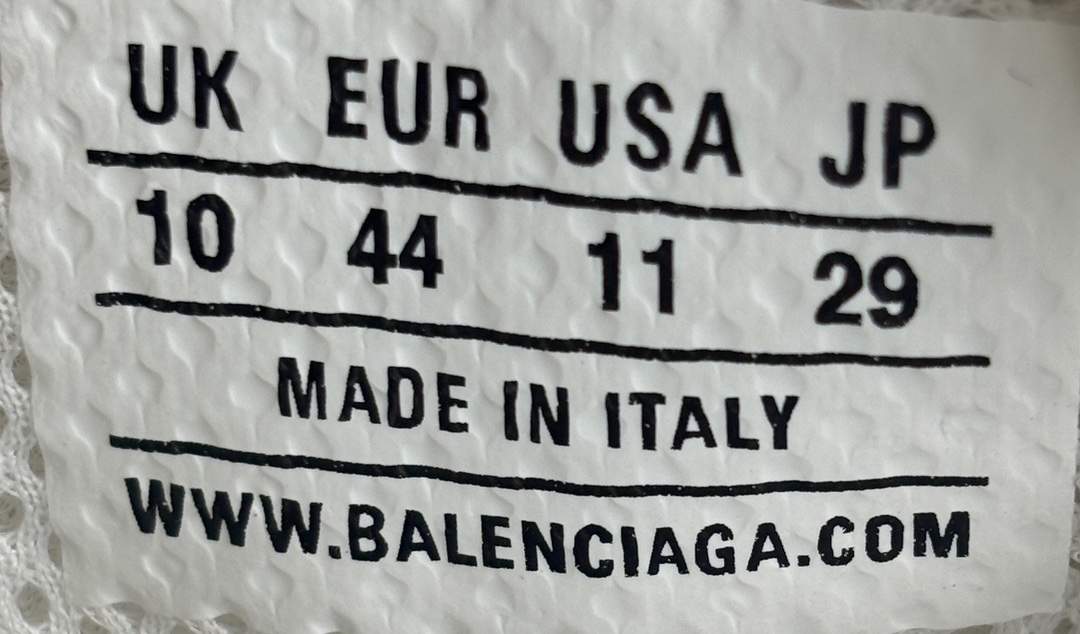 UK EUR USA JP
10 44 11 29
MADE IN ITALY
WWW.BALENCIAGA.COM